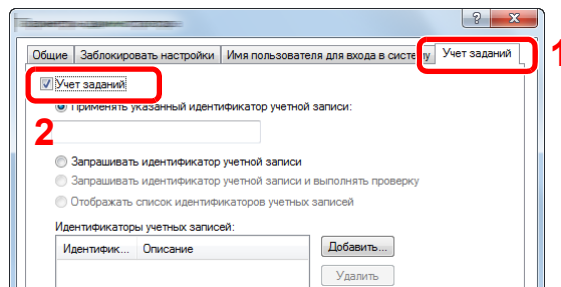 Общие Заблокировать настройки Имя пользователя для входа в систему Учет заданий
1
Учет заданий
Применять указанный идентификатор учетной записи:
2
Запрашивать идентификатор учетной записи
Запрашивать идентификатор учетной записи и выполнять проверку
Отображать список идентификаторов учетных записей
Идентификаторы учетных записей:
Идентифик... Описание
Добавить...
Удалить